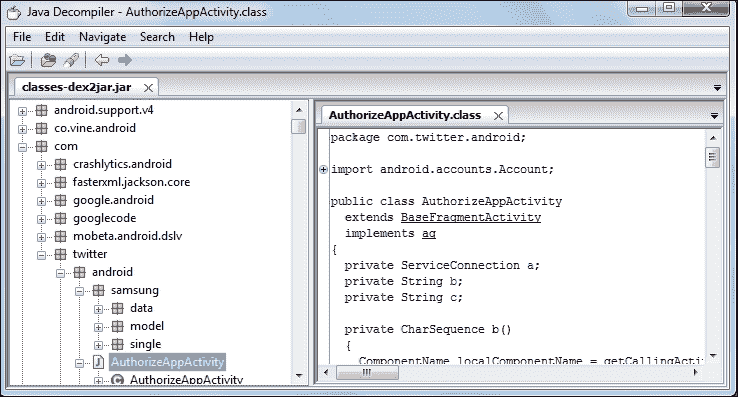 Java Decompiler - AuthorizeAppActivity.class
File Edit Navigate Search Help
classes-dex2jar.jar
android.support.v4
co.vine.android
com
crashlytics.android
fasterxml.jackson.core
google.android
googlecode
mobeta.android.dslv
twitter
android
samsung
data
model
single
AuthorizeAppActivity
AuthorizeAppActivity
AuthorizeAppActivity.class
package com.twitter.android;
import android.accounts.Account;
public class AuthorizeAppActivity
extends BaseFragmentActivity
implements
{
private ServiceConnection a;
private String b;
private String c;
private CharSequence b()
{
ComponentName localComponentName = getCallingActi